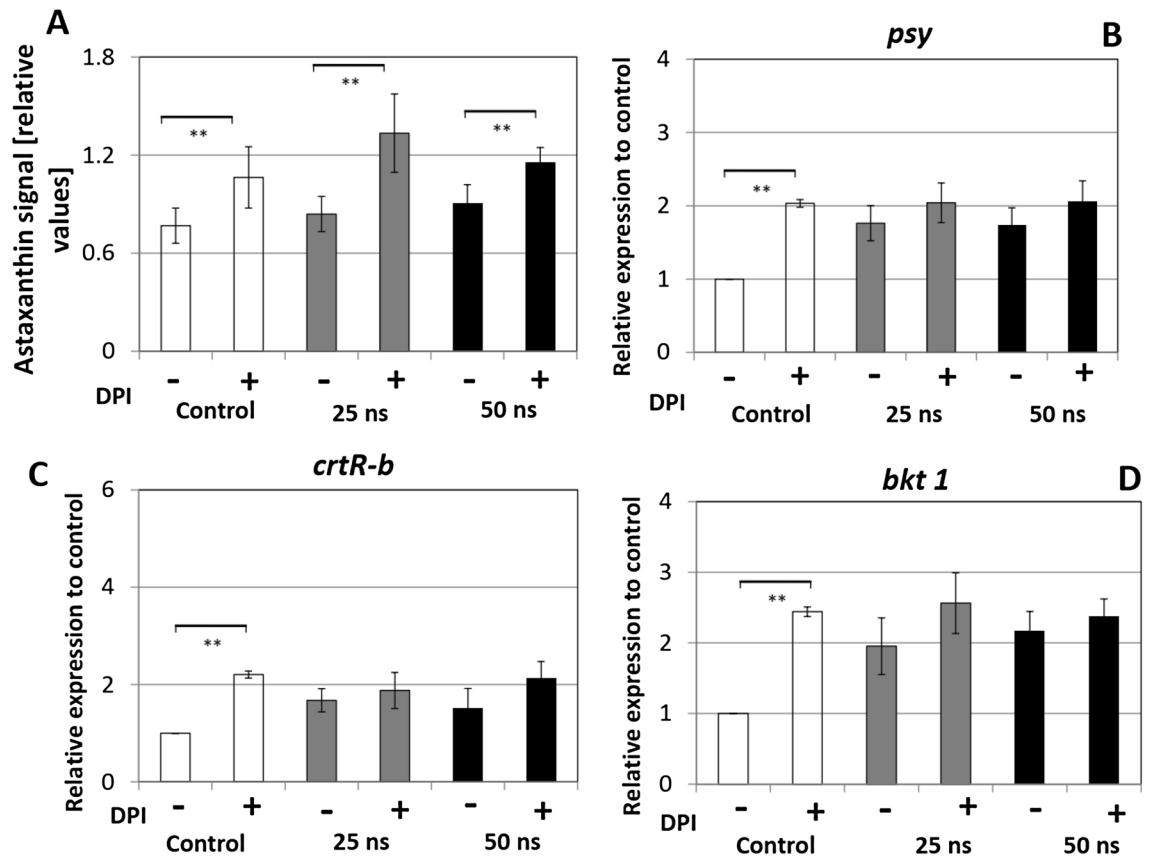 A
Astaxanthin signal [relative
values]
1.8
1.2
0.6
0
**
**
**
- + - + - +
DPI
Control 25 ns 50 ns
psy
B
Relative expression to control
4
3
2
1
0
**
- + - + - +
DPI
Control 25 ns 50 ns
C
crtR-b
Relative expression to control
6
4
2
0
**
- + - + - +
DPI
Control 25 ns 50 ns
bkt 1
D
Relative expression to control
4
3
2
1
0
**
- + - + - +
DPI
Control 25 ns 50 ns